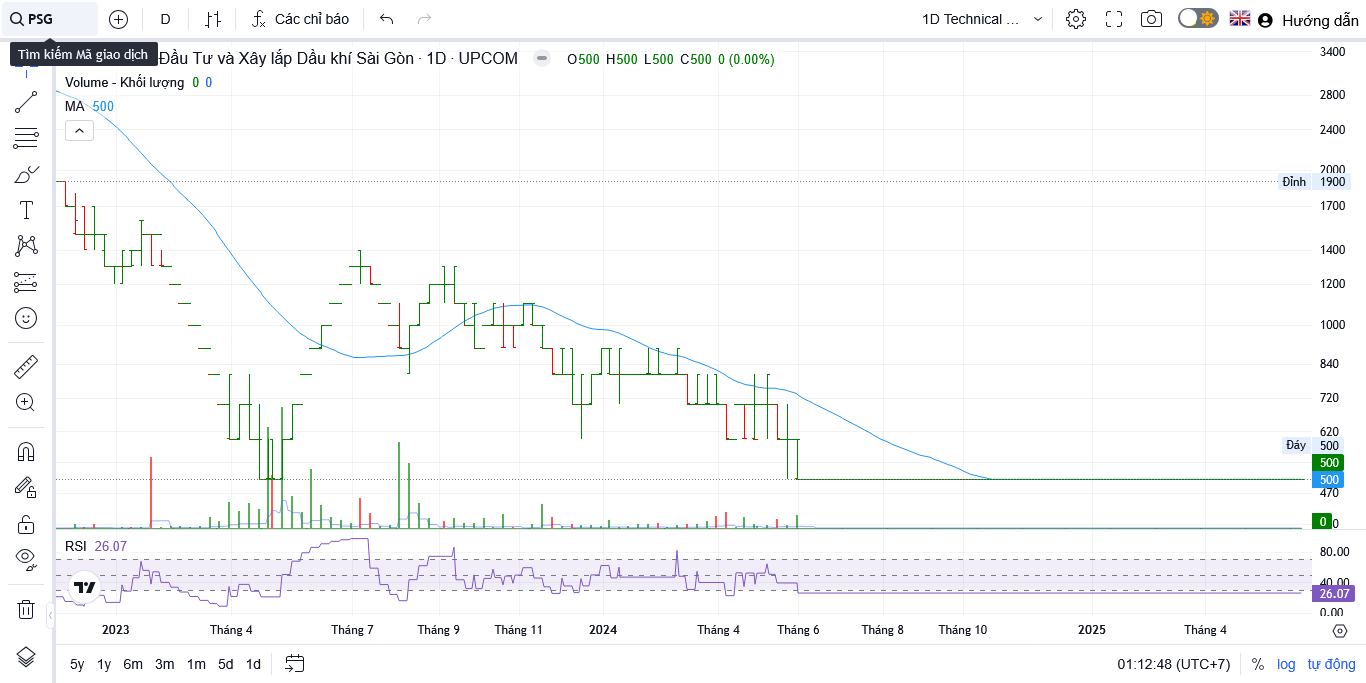 PSG
D
Các chỉ báo
1D Technical ...
Hướng dẫn
Tìm kiếm Mã giao dịch
Đầu Tư và Xây lắp Dầu khí Sài Gòn · 1D · UPCOM
O500 H500 L500 C500 0 (0.00%)
Volume - Khối lượng 0 0
MA 500
3400
2800
2400
2000
Đỉnh 1900
1700
1400
1200
1000
840
720
620
Đáy 500
500
500
470
0 0
RSI 26.07
80.00
40.00
26.07
0.00
2023 Tháng 4 Tháng 7 Tháng 9 Tháng 11 2024 Tháng 4 Tháng 6 Tháng 8 Tháng 10 2025 Tháng 4
5y 1y 6m 3m 1m 5d 1d
01:12:48 (UTC+7) % log tự động